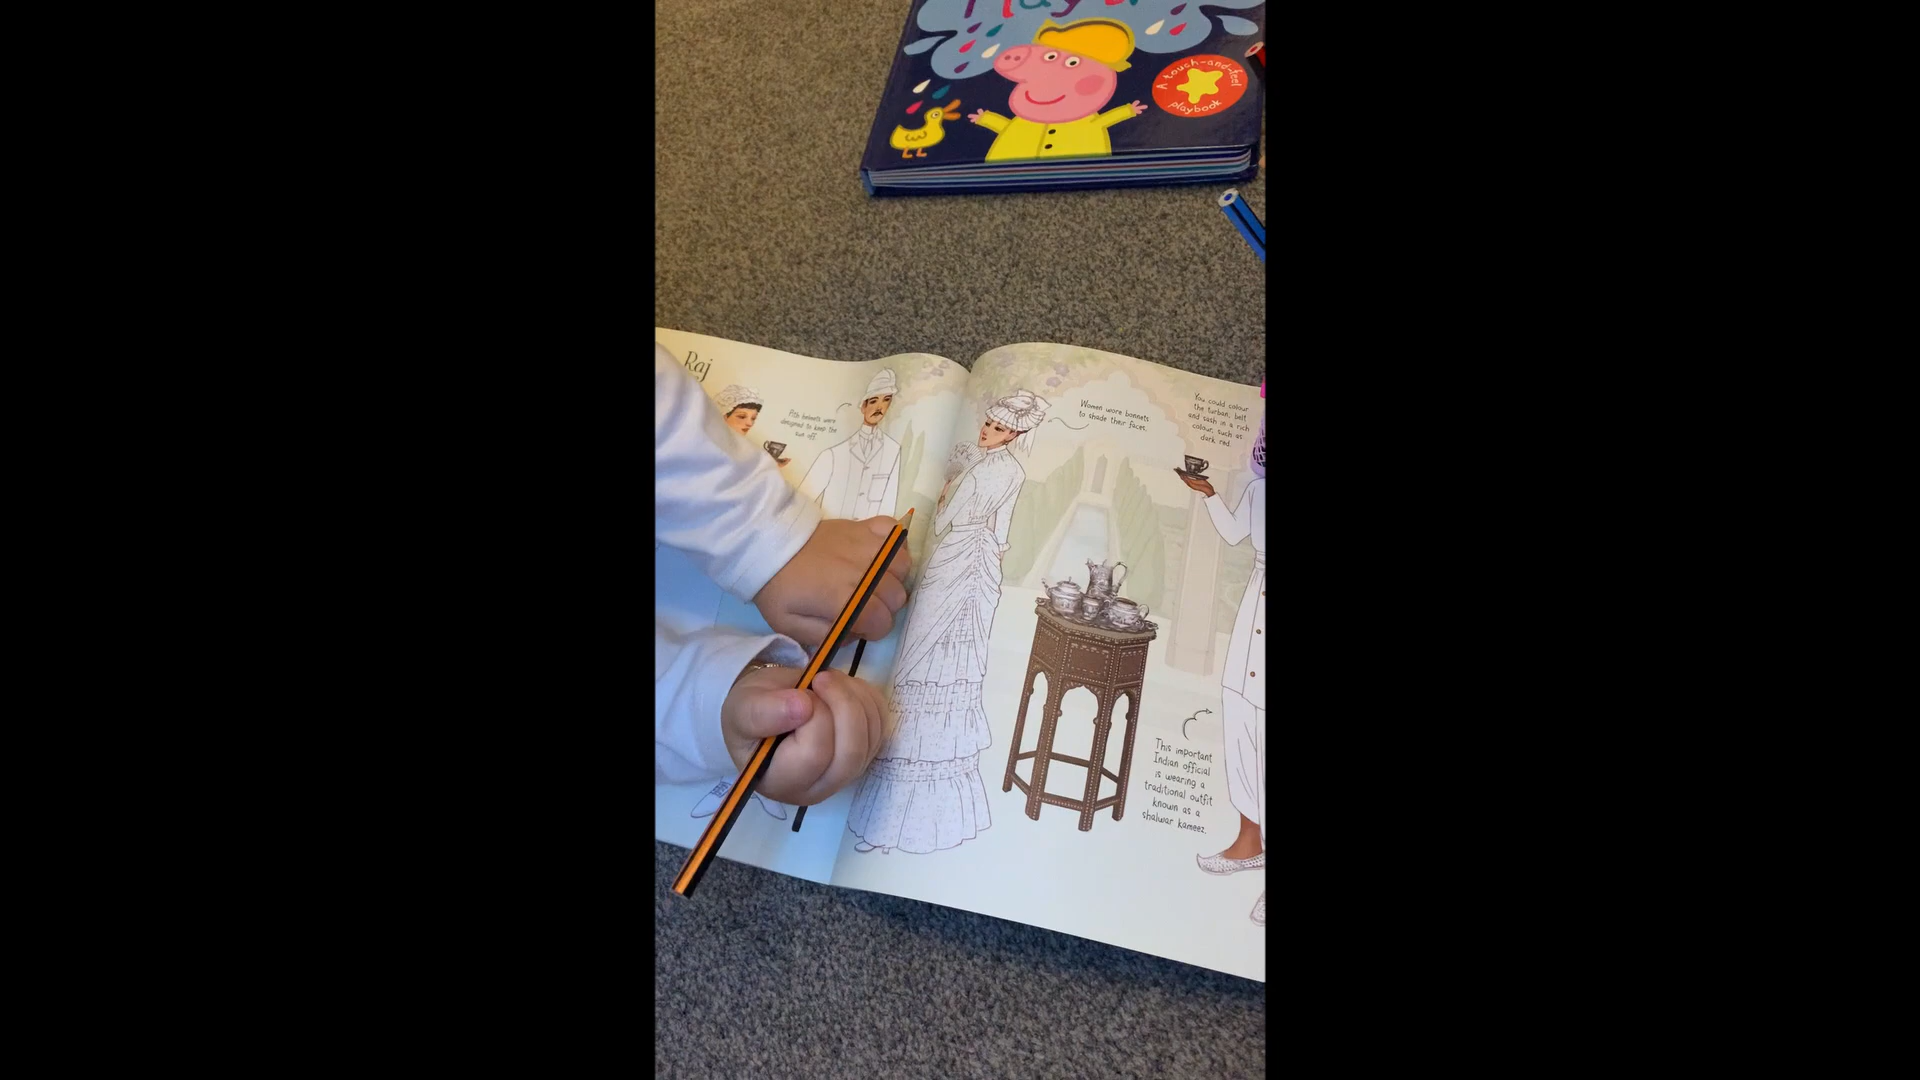 A touch-and-feel
playbook
Raj
Pith helmets were
designed to keep the
sun off.
Women wore bonnets
to shade their faces.
You could colour
the turban, belt
and sash in a rich
colour, such as
dark red.
This important
Indian official
is wearing a
traditional outfit
known as a
shalwar kameez.